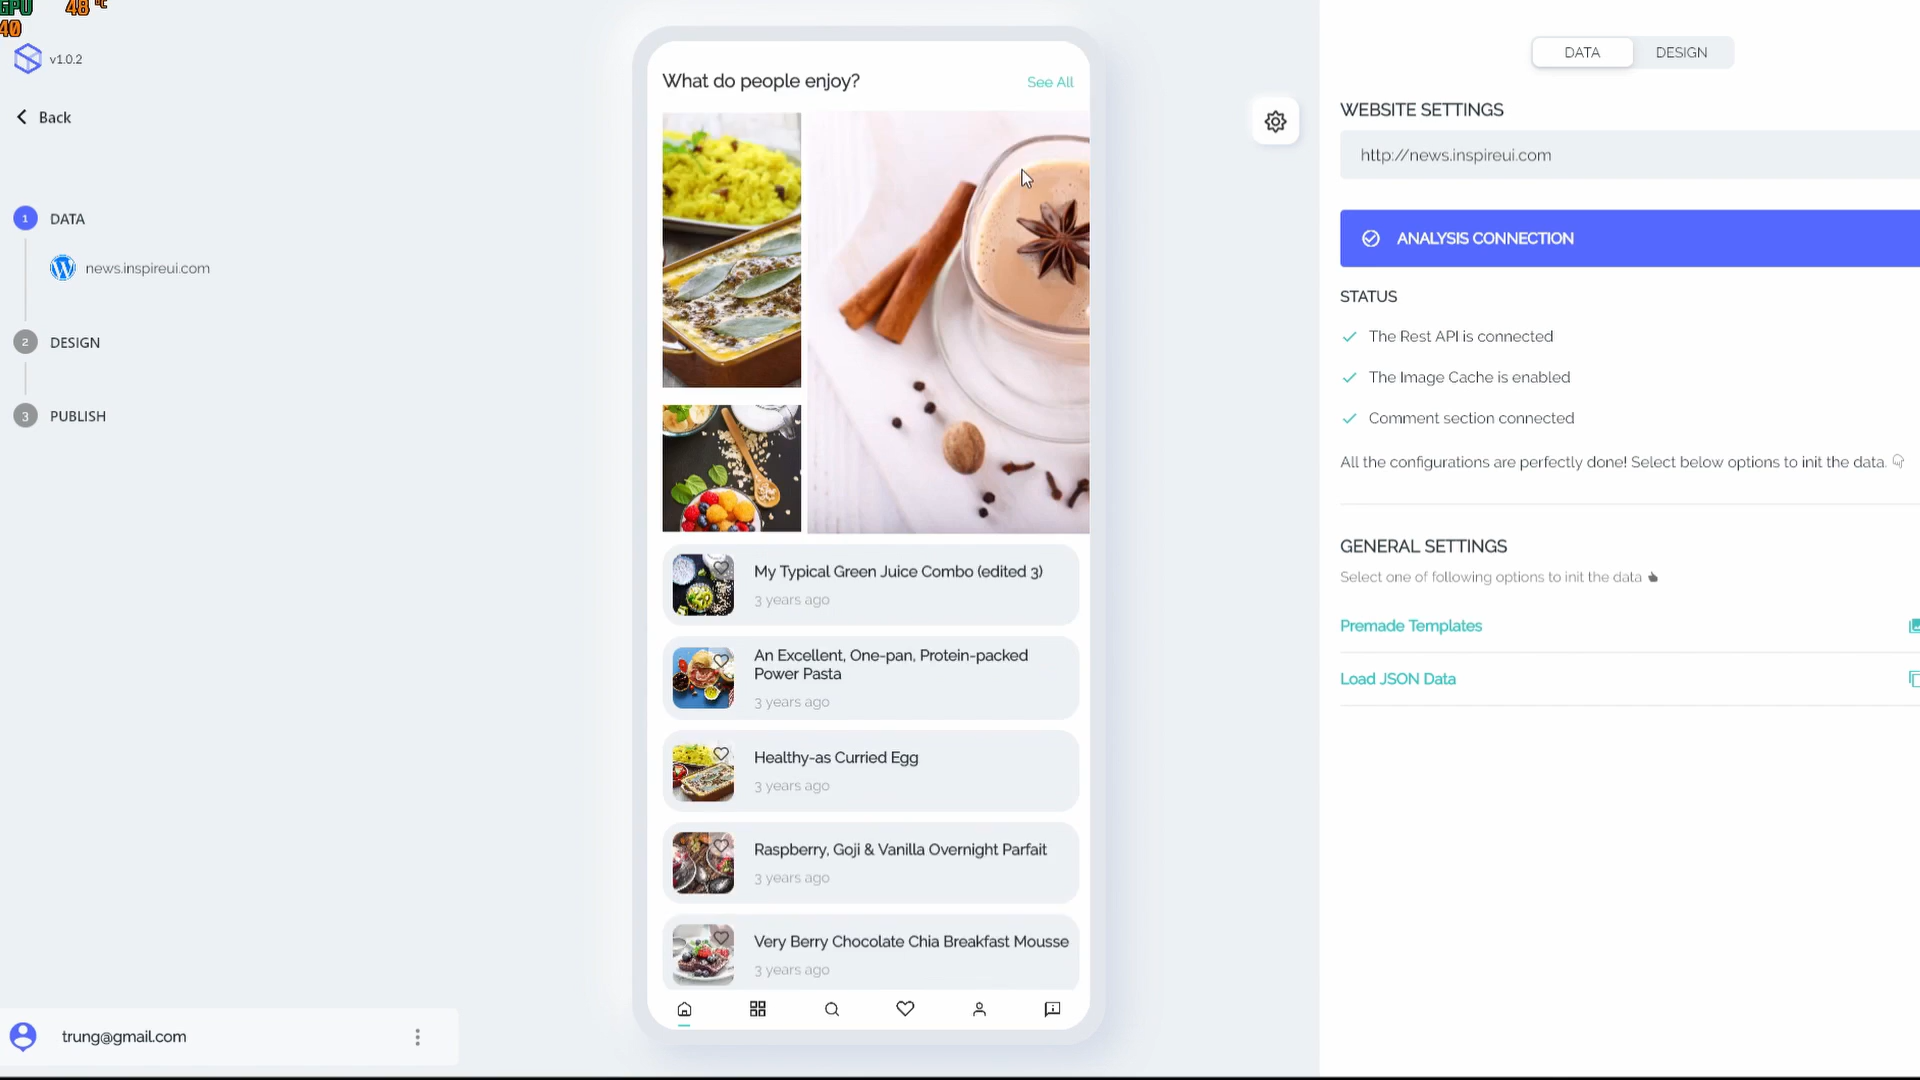 GPU 48 °C
40
v1.0.2
Back
1 DATA
news.inspireui.com
2 DESIGN
3 PUBLISH
trung@gmail.com
What do people enjoy?
See All
My Typical Green Juice Combo (edited 3)
3 years ago
An Excellent, One-pan, Protein-packed
Power Pasta
3 years ago
Healthy-as Curried Egg
3 years ago
Raspberry, Goji & Vanilla Overnight Parfait
3 years ago
Very Berry Chocolate Chia Breakfast Mousse
3 years ago
DATA DESIGN
WEBSITE SETTINGS
http://news.inspireui.com
ANALYSIS CONNECTION
STATUS
The Rest API is connected
The Image Cache is enabled
Comment section connected
All the configurations are perfectly done! Select below options to init the data.
GENERAL SETTINGS
Select one of following options to init the data
Premade Templates
Load JSON Data